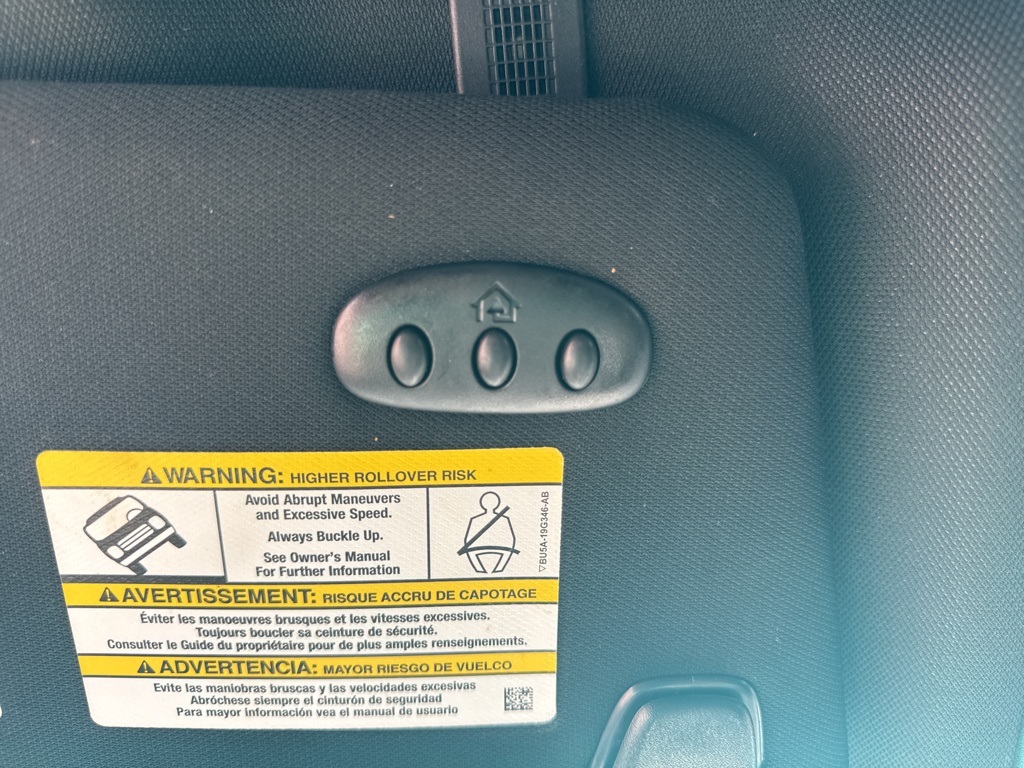 WARNING: HIGHER ROLLOVER RISK
Avoid Abrupt Maneuvers
and Excessive Speed.
Always Buckle Up.
See Owner's Manual
For Further Information
BU5A-19G346-AB
AVERTISSEMENT: RISQUE ACCRU DE CAPOTAGE
Éviter les manoeuvres brusques et les vitesses excessives.
Toujours boucler sa ceinture de sécurité.
Consulter le Guide du propriétaire pour de plus amples renseignements.
ADVERTENCIA: MAYOR RIESGO DE VUELCO
Evite las maniobras bruscas y las velocidades excesivas
Abróchese siempre el cinturón de seguridad
Para mayor información vea el manual de usuario